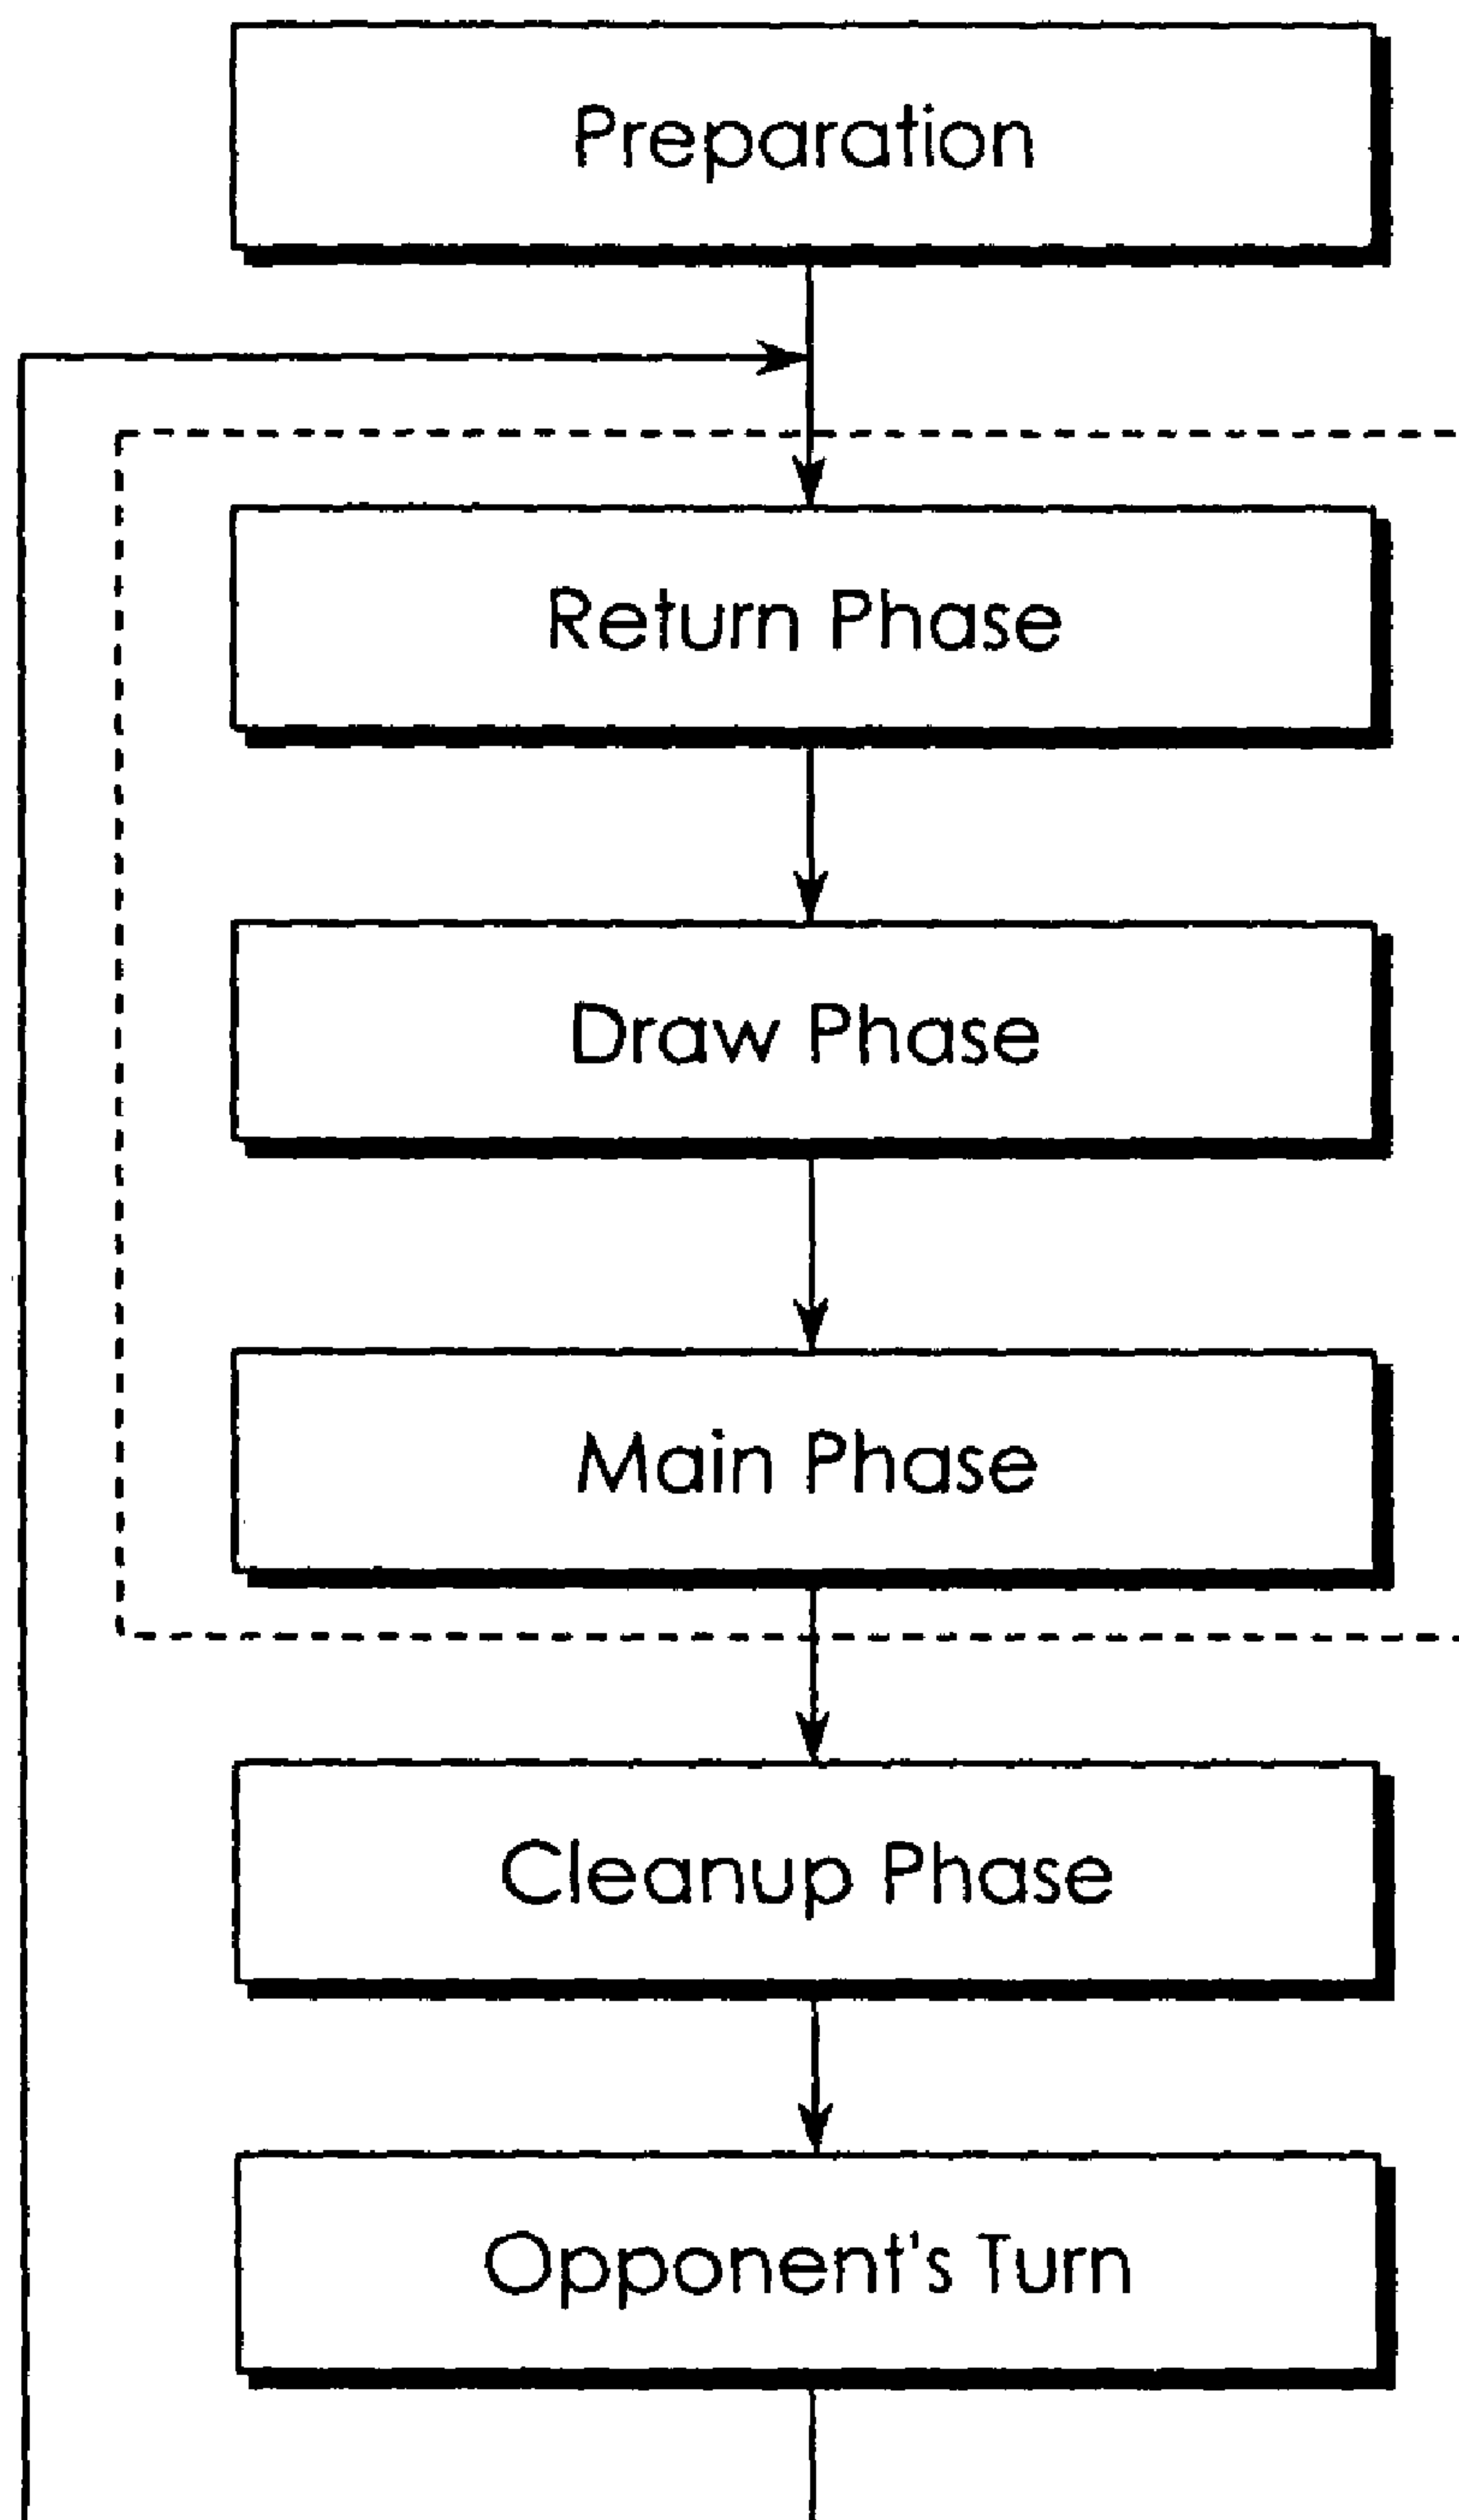 Preparation
Return Phase
Draw Phase
Main Phase
Cleanup Phase
Opponent's Turn